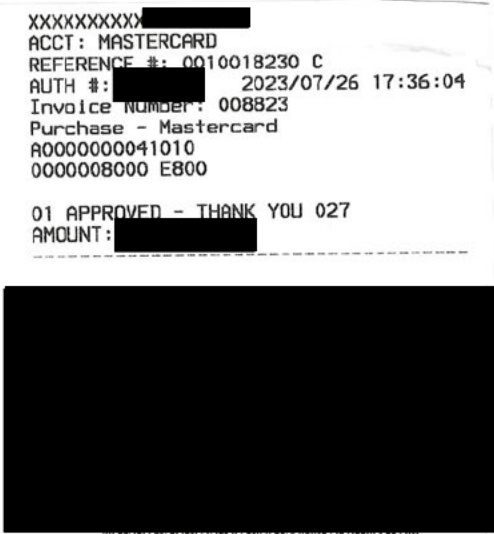 XXXXXXXXXX
ACCT: MASTERCARD
REFERENCE #: 0010018230 C
AUTH #: 2023/07/26 17:36:04
Invoice Number: 008823
Purchase - Mastercard
A0000000041010
0000008000 E800
01 APPROVED - THANK YOU 027
AMOUNT: